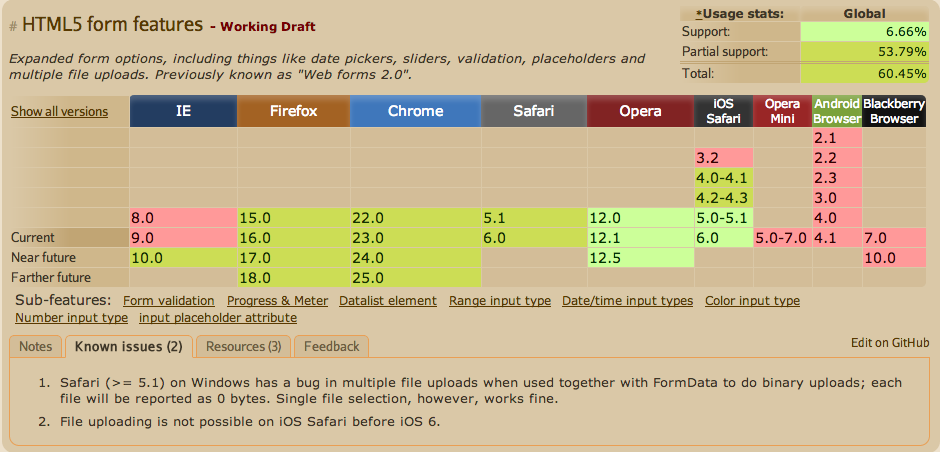 # HTML5 form features - Working Draft
*Usage stats: Global
Support: 6.66%
Partial support: 53.79%
Total: 60.45%
Expanded form options, including things like date pickers, sliders, validation, placeholders and
multiple file uploads. Previously known as "Web forms 2.0".
Show all versions IE Firefox Chrome Safari Opera iOS Safari Opera Mini Android Browser Blackberry Browser
2.1
3.2 2.2
4.0-4.1 2.3
4.2-4.3 3.0
8.0 15.0 22.0 5.1 12.0 5.0-5.1 4.0
Current 9.0 16.0 23.0 6.0 12.1 6.0 5.0-7.0 4.1 7.0
Near future 10.0 17.0 24.0 12.5 10.0
Farther future 18.0 25.0
Sub-features: Form validation Progress & Meter Datalist element Range input type Date/time input types Color input type
Number input type input placeholder attribute
Notes Known issues (2) Resources (3) Feedback Edit on GitHub
1. Safari (>= 5.1) on Windows has a bug in multiple file uploads when used together with FormData to do binary uploads; each
file will be reported as 0 bytes. Single file selection, however, works fine.
2. File uploading is not possible on iOS Safari before iOS 6.